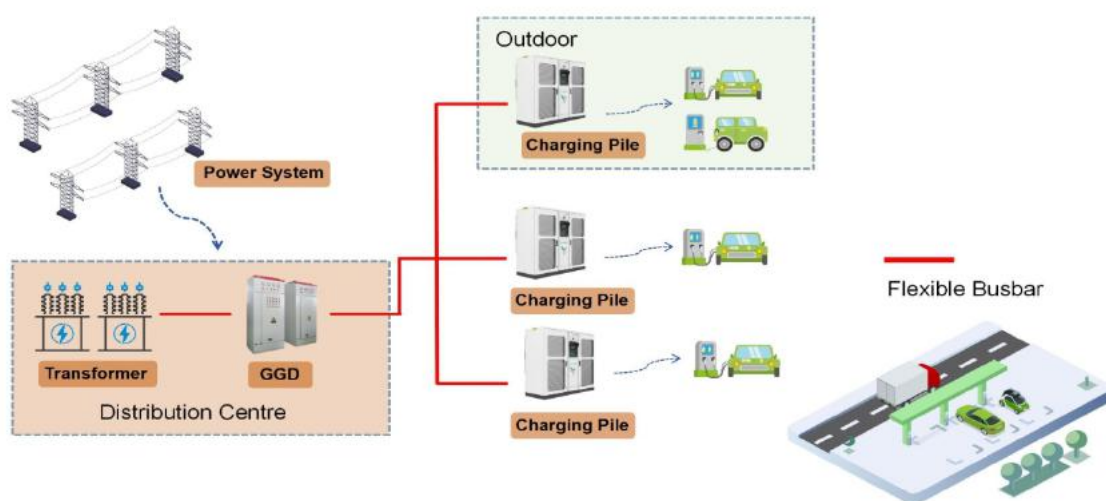 Outdoor
Charging Pile
Power System
Charging Pile
Flexible Busbar
Transformer
GGD
Distribution Centre
Charging Pile